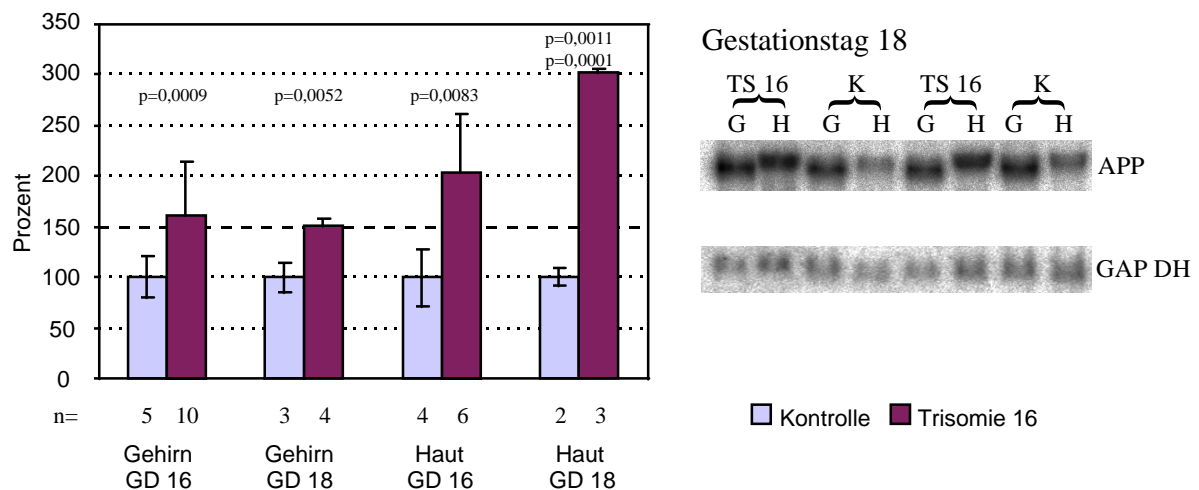 350
300
250
200
150
100
50
0
Prozent
p=0,0009
p=0,0052
p=0,0083
p=0,0011
p=0,0001
n= 5 10 3 4 4 6 2 3
Gehirn GD 16
Gehirn GD 18
Haut GD 16
Haut GD 18
Gestationstag 18
TS 16 K TS 16 K
G H G H G H G H
APP
GAP DH
Kontrolle Trisomie 16